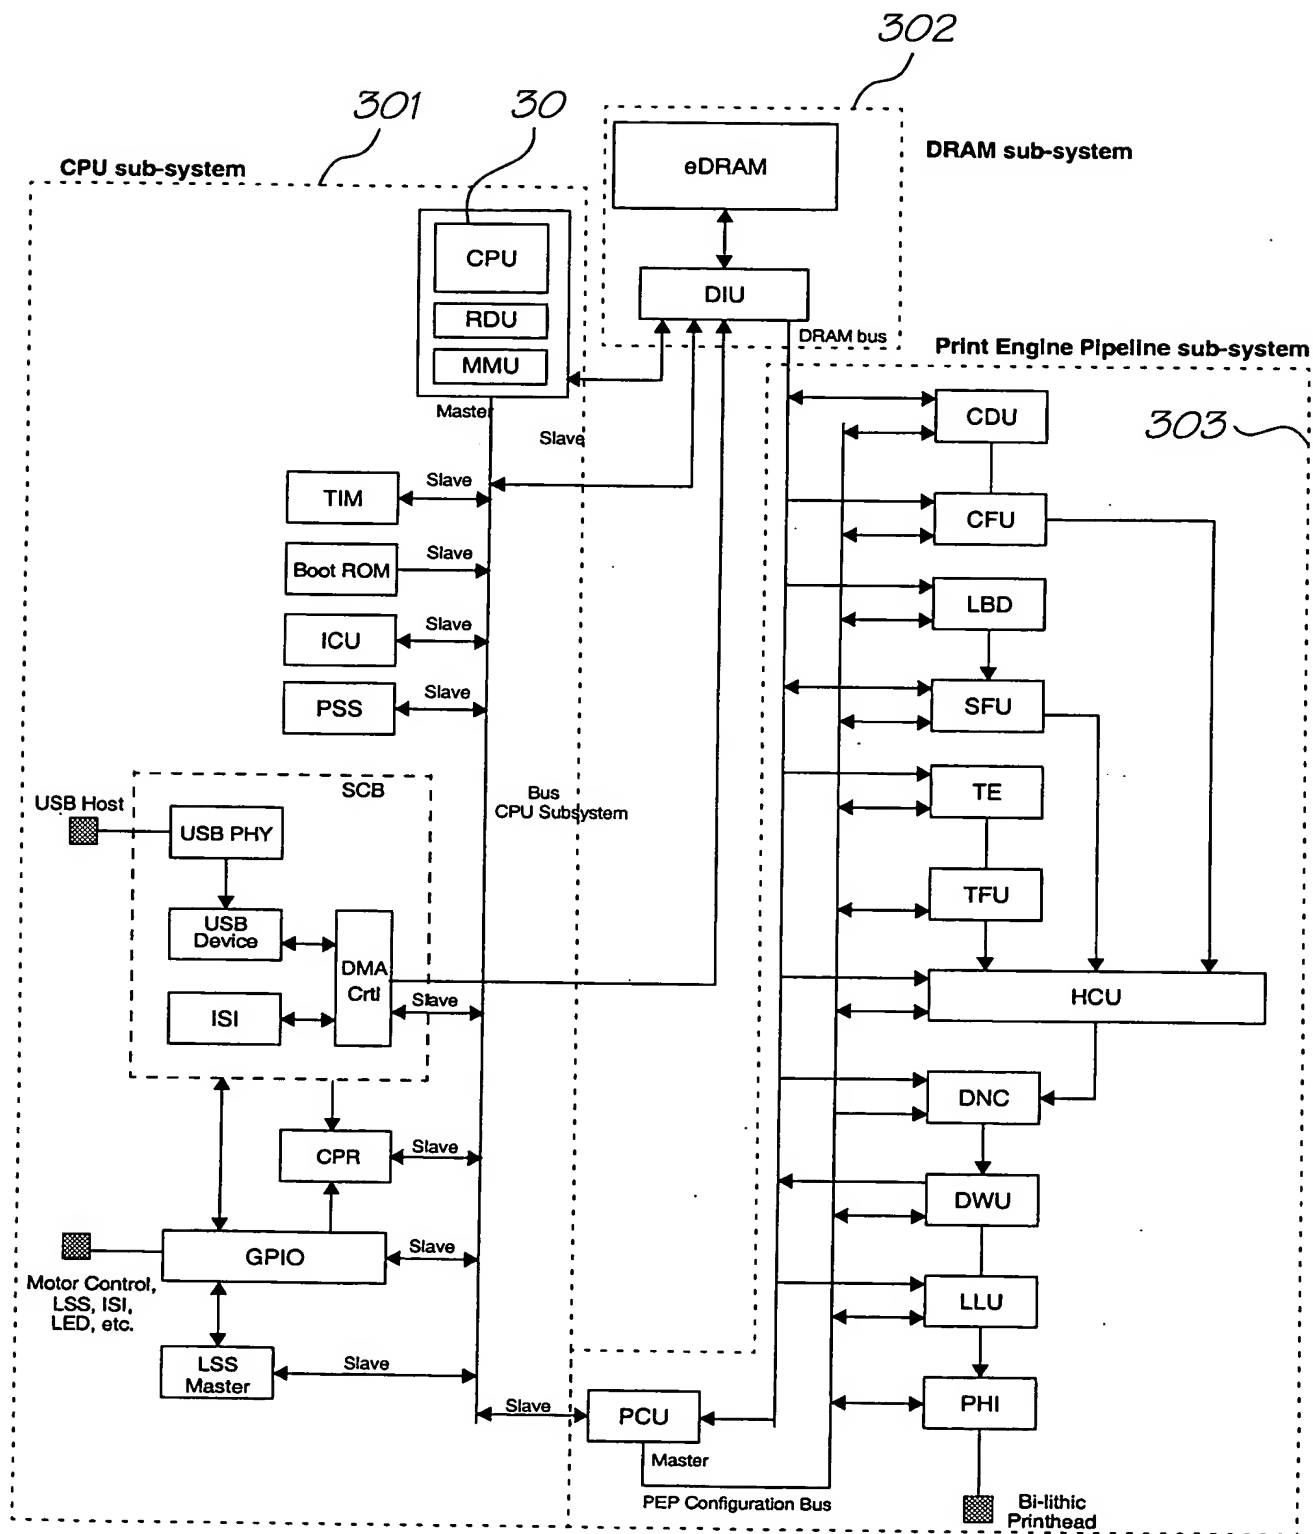 302
301
30
CPU sub-system
DRAM sub-system
eDRAM
CPU
DIU
RDU
DRAM bus
MMU
Print Engine Pipeline sub-system
Master
CDU
303
Slave
TIM
Slave
CFU
Boot ROM
Slave
LBD
ICU
Slave
PSS
Slave
SFU
SCB
USB Host
USB PHY
Bus
CPU Subsystem
TE
TFU
USB
Device
DMA
Crtl
ISI
Slave
HCU
DNC
CPR
Slave
DWU
GPIO
Slave
Motor Control,
LSS, ISI,
LED, etc.
LLU
LSS
Master
Slave
PHI
Slave
PCU
Master
PEP Configuration Bus
Bi-lithic
Printhead